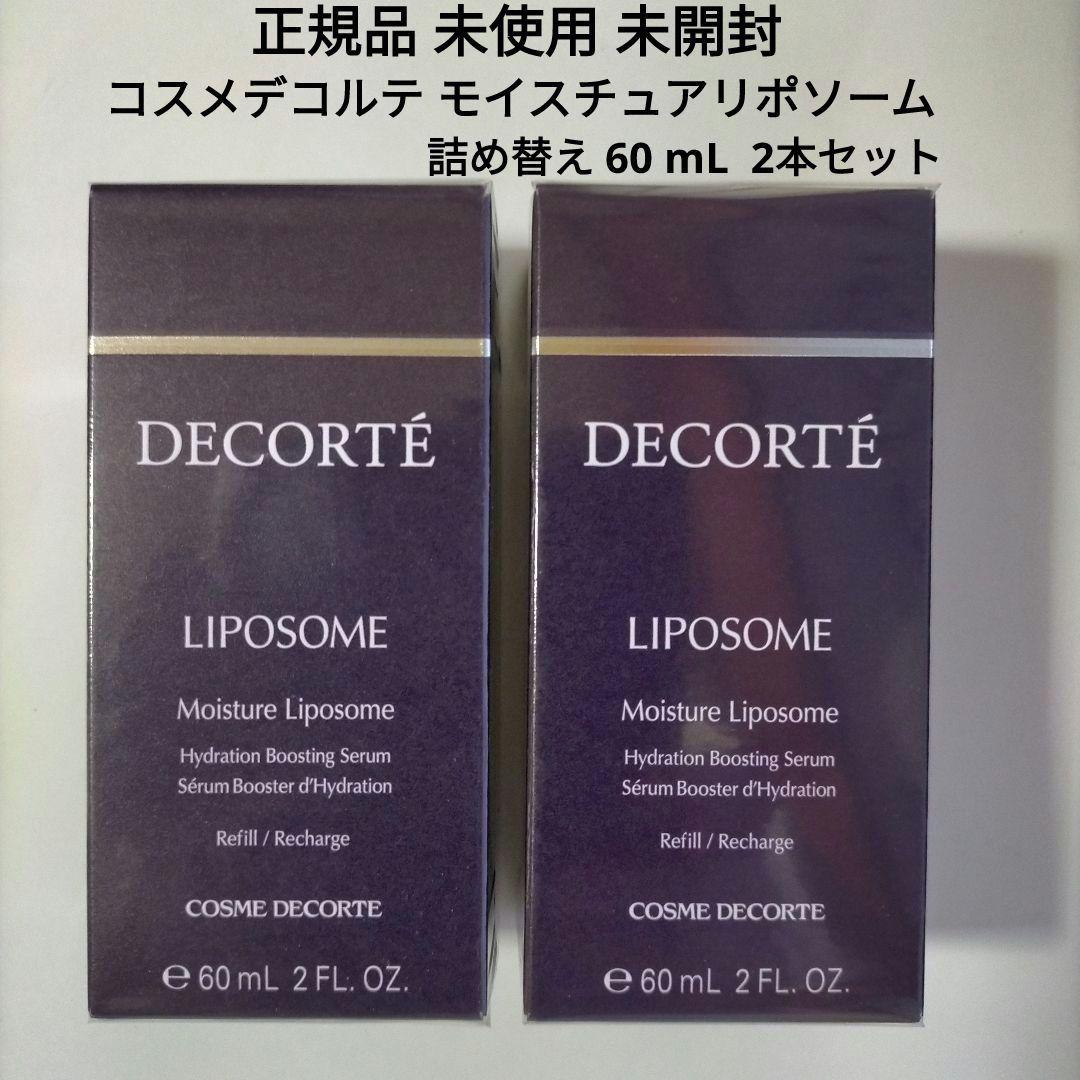 正規品 未使用 未開封
コスメデコルテ モイスチュアリポソーム
詰め替え 60 mL 2本セット
DECORTÉ
LIPOSOME
Moisture Liposome
Hydration Boosting Serum
Sérum Booster d'Hydration
Refill / Recharge
COSME DECORTE
℮ 60 mL 2 FL. OZ.
DECORTÉ
LIPOSOME
Moisture Liposome
Hydration Boosting Serum
Sérum Booster d'Hydration
Refill / Recharge
COSME DECORTE
℮ 60 mL 2 FL. OZ.